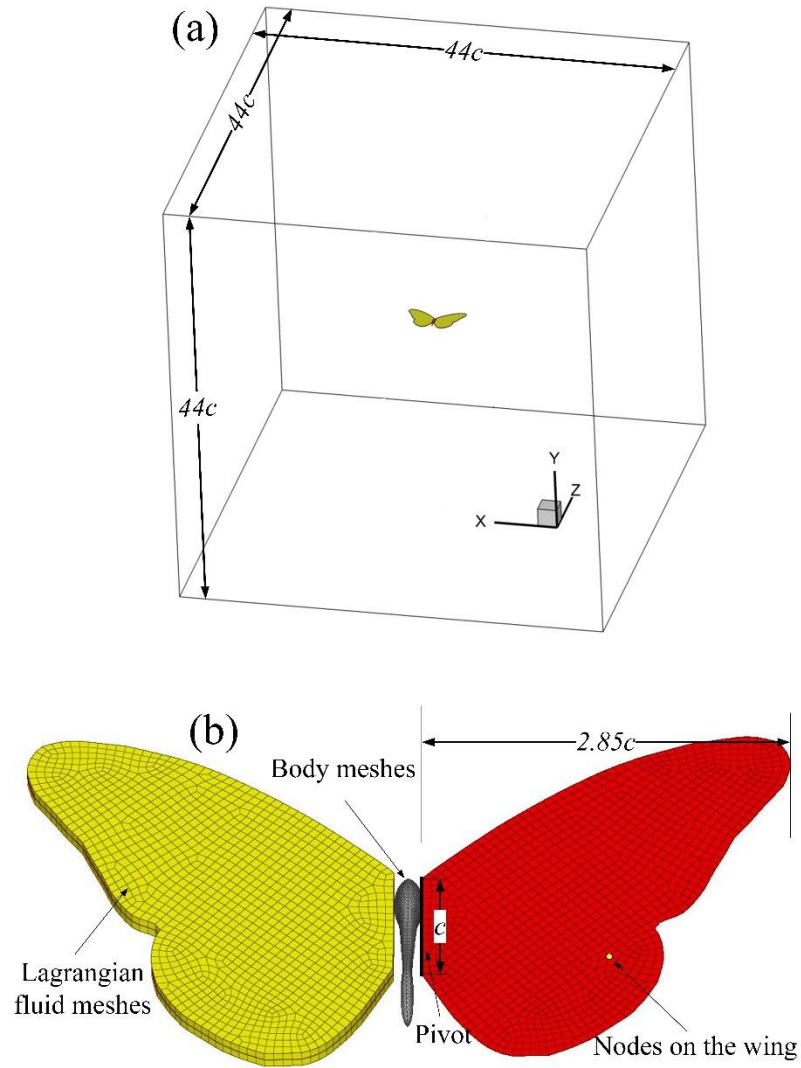 (a)
44c
44c
44c
Y
Z
X
(b)
2.85c
Body meshes
c
Lagrangian
fluid meshes
Pivot
Nodes on the wing